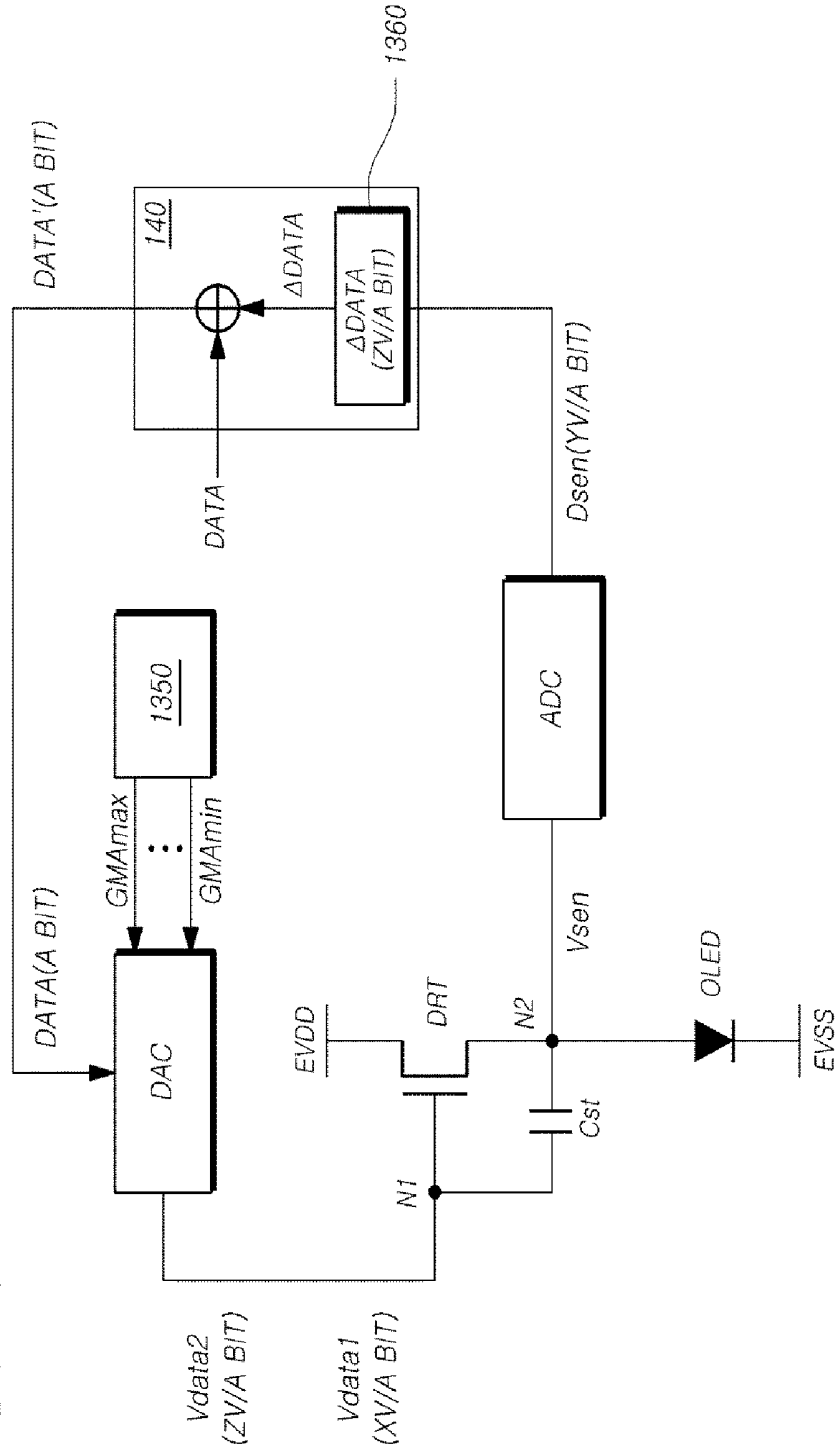 DATA(A BIT)
DATA'(A BIT)
Vdata2
(ZV/A BIT)
DAC
GMAmax
GMAmin
1350
DATA
140
ΔDATA
ΔDATA
(ZV/A BIT)
1360
Vdata1
(XV/A BIT)
EVDD
N1
DRT
N2
Cst
Vsen
ADC
Dsen(YV/A BIT)
OLED
EVSS